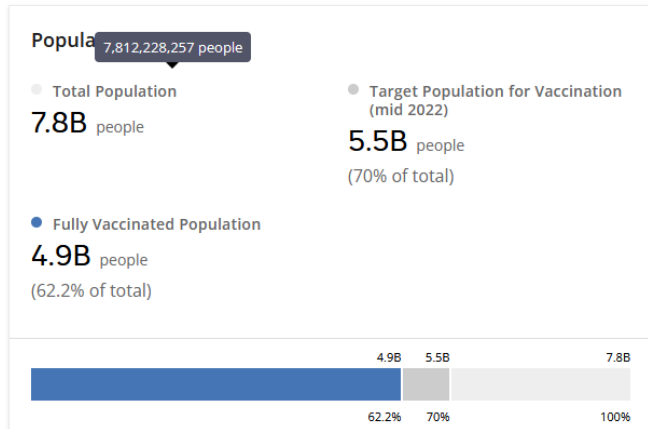 Popula
7,812,228,257 people
Total Population
7.8B people
Target Population for Vaccination
(mid 2022)
5.5B people
(70% of total)
Fully Vaccinated Population
4.9B people
(62.2% of total)
4.9B 5.5B 7.8B
62.2% 70% 100%